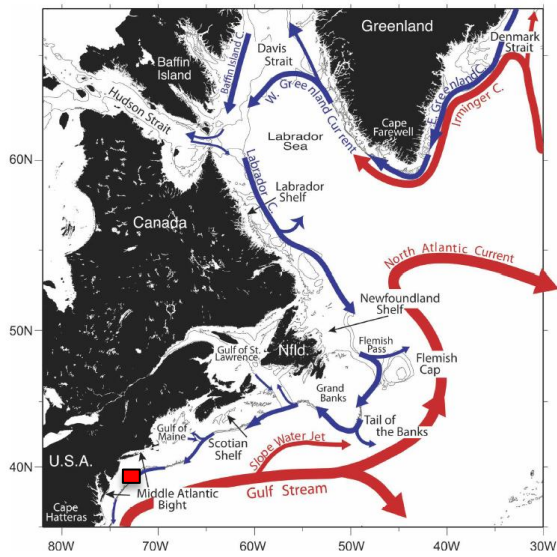 Greenland
Denmark
Strait
Davis
Strait
Baffin
Island
Baffin Island C.
W. Greenland Current
E. Greenland C.
Irminger C.
Hudson Strait
Cape
Farewell
Labrador
Sea
60N
Labrador C.
Labrador
Shelf
Canada
North Atlantic Current
Newfoundland
Shelf
50N
Nfld.
Flemish
Pass
Gulf of St.
Lawrence
Flemish
Cap
Grand
Banks
Tail of
the Banks
Gulf of
Maine
Scotian
Shelf
Slope Water Jet
U.S.A.
40N
Middle Atlantic
Bight
Gulf Stream
Cape
Hatteras
80W
70W
60W
50W
40W
30W